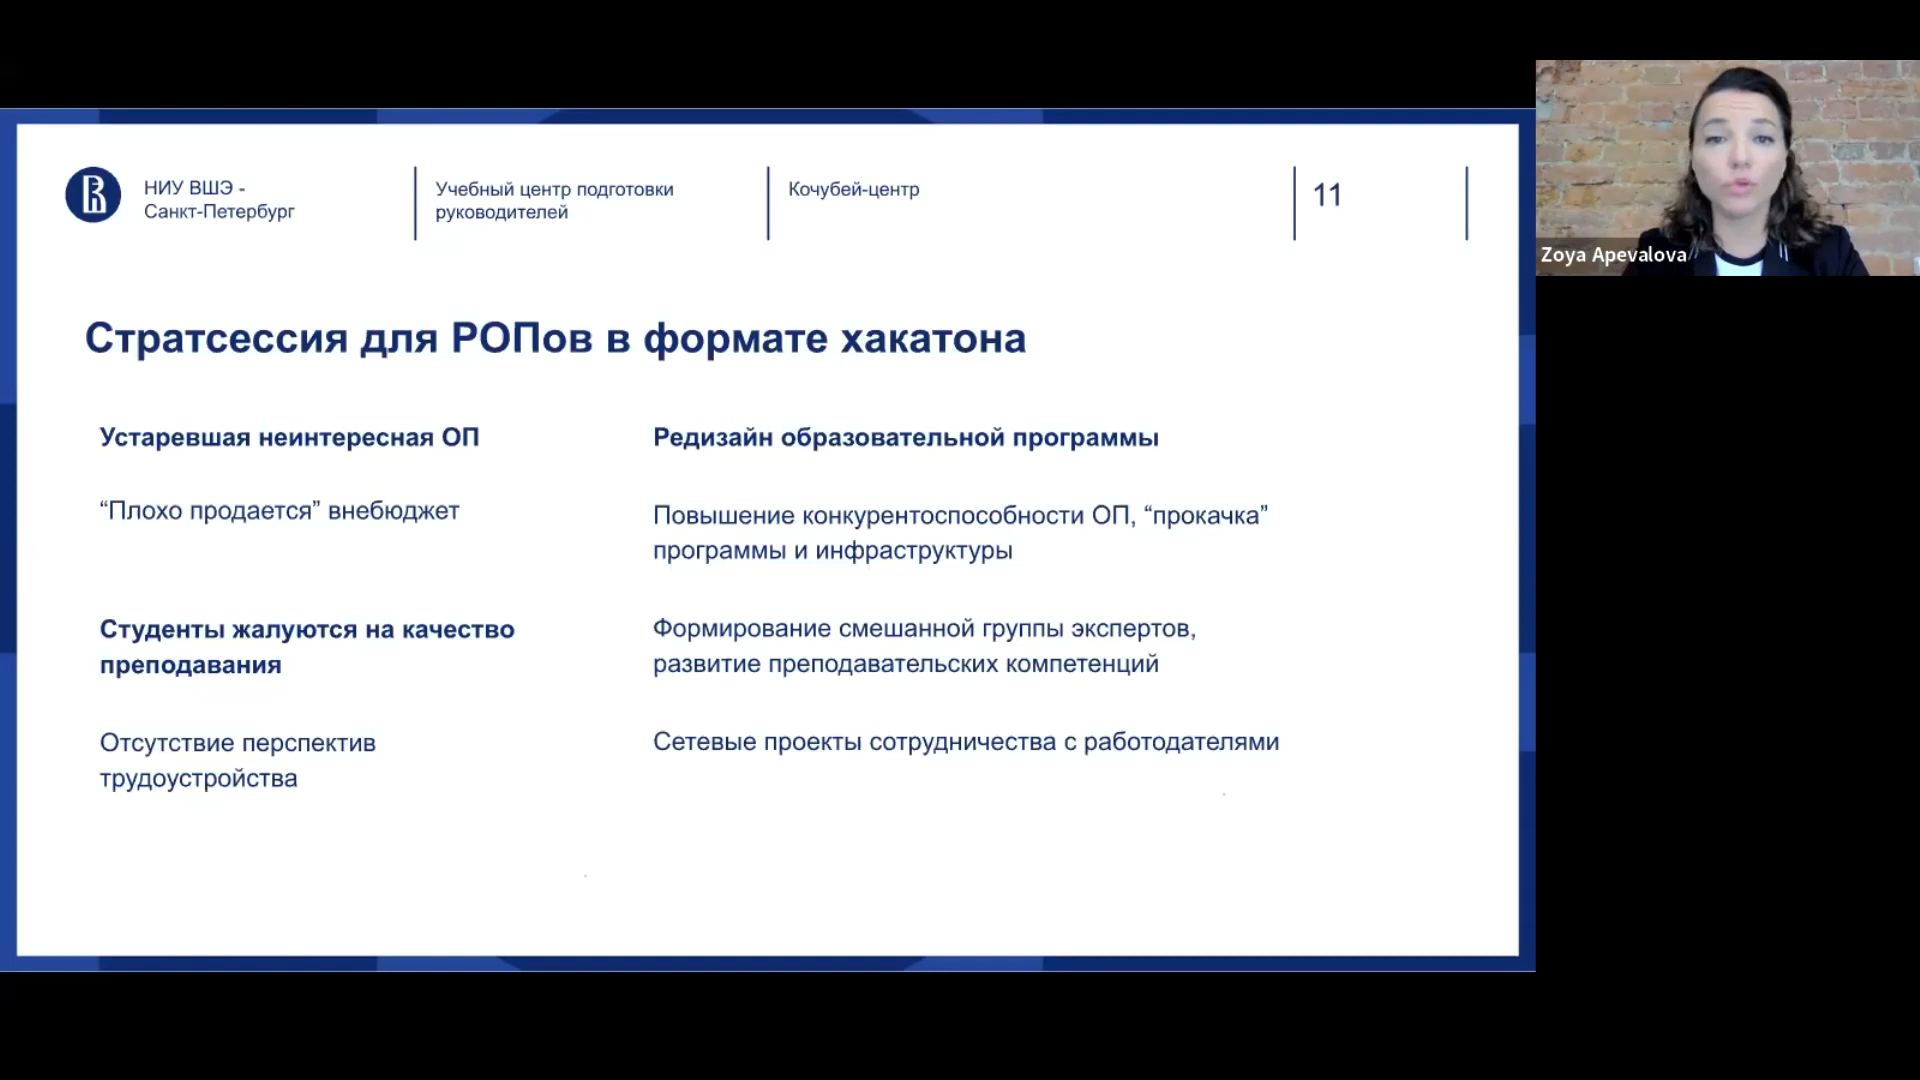 НИУ ВШЭ -
Санкт-Петербург
Учебный центр подготовки
руководителей
Кочубей-центр
11
Zoya Apevalova
Стратсессия для РОПов в формате хакатона
Устаревшая неинтересная ОП
Редизайн образовательной программы
“Плохо продается” внебюджет
Повышение конкурентоспособности ОП, “прокачка”
программы и инфраструктуры
Студенты жалуются на качество
преподавания
Формирование смешанной группы экспертов,
развитие преподавательских компетенций
Отсутствие перспектив
трудоустройства
Сетевые проекты сотрудничества с работодателями